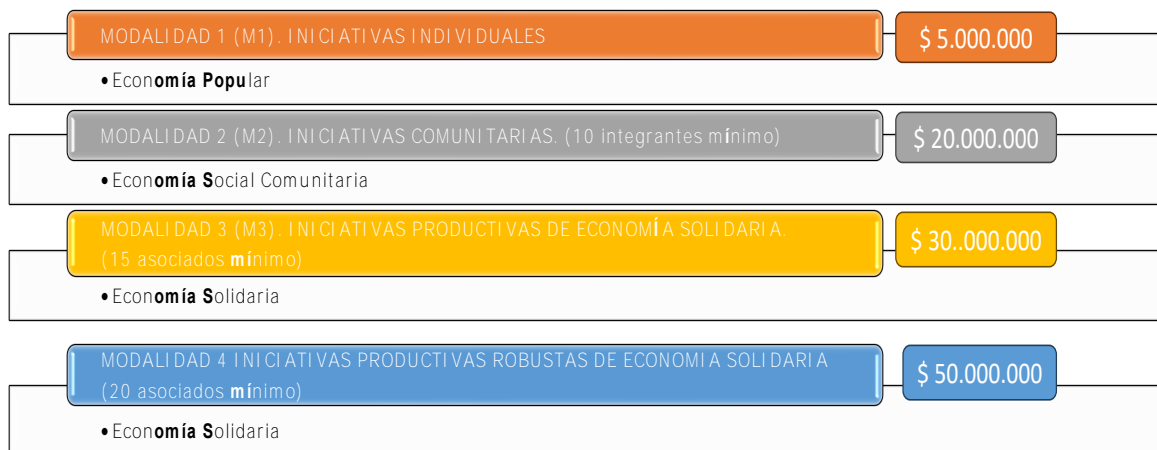 MODALIDAD 1 (M1). INICIATIVAS INDIVIDUALES
$ 5.000.000
• Economía Popular
MODALIDAD 2 (M2). INICIATIVAS COMUNITARIAS. (10 integrantes mínimo)
$ 20.000.000
• Economía Social Comunitaria
MODALIDAD 3 (M3). INICIATIVAS PRODUCTIVAS DE ECONOMÍA SOLIDARIA.
(15 asociados mínimo)
$ 30..000.000
• Economía Solidaria
MODALIDAD 4 INICIATIVAS PRODUCTIVAS ROBUSTAS DE ECONOMIA SOLIDARIA
(20 asociados mínimo)
$ 50.000.000
• Economía Solidaria